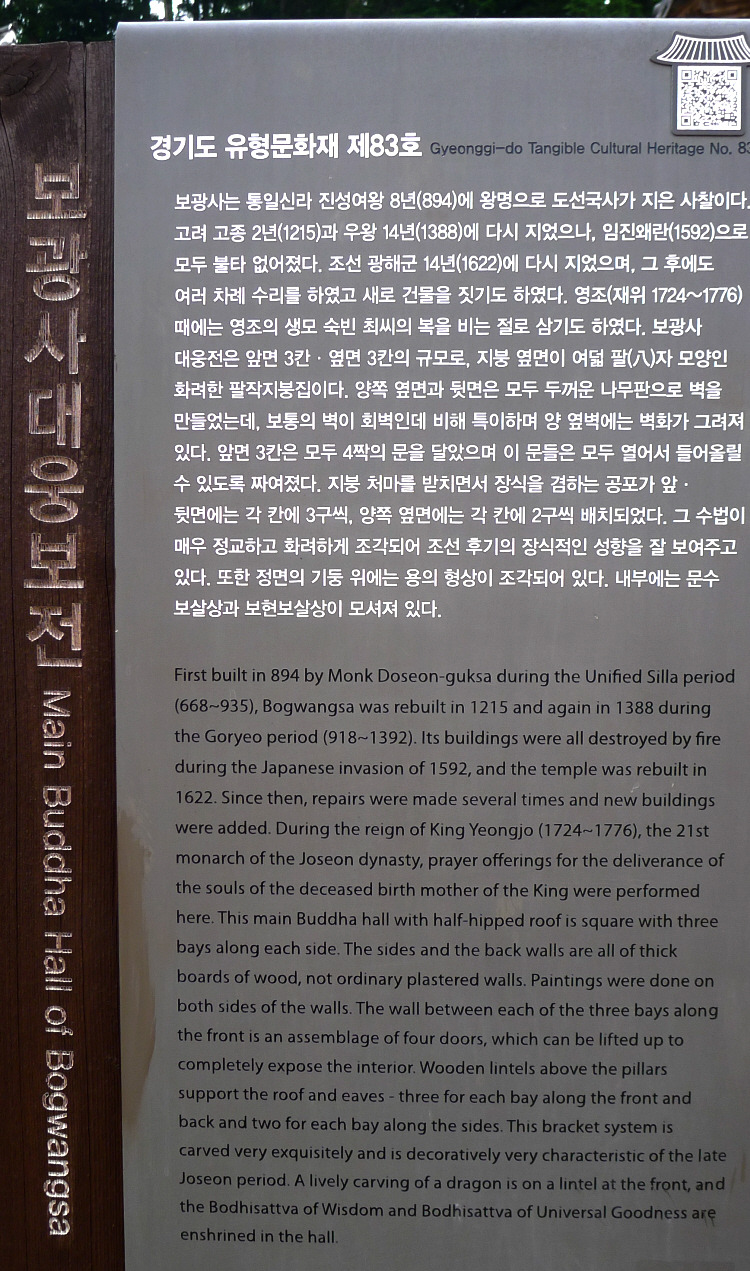 보광사대웅보전 Main Buddha Hall of Bogwangsa
경기도 유형문화재 제83호 Gyeonggi-do Tangible Cultural Heritage No. 83
보광사는 통일신라 진성여왕 8년(894)에 왕명으로 도선국사가 지은 사찰이다.
고려 고종 2년(1215)과 우왕 14년(1388)에 다시 지었으나, 임진왜란(1592)으로
모두 불타 없어졌다. 조선 광해군 14년(1622)에 다시 지었으며, 그 후에도
여러 차례 수리를 하였고 새로 건물을 짓기도 하였다. 영조(재위 1724~1776)
때에는 영조의 생모 숙빈 최씨의 복을 비는 절로 삼기도 하였다. 보광사
대웅전은 앞면 3칸 · 옆면 3칸의 규모로, 지붕 옆면이 여덟 팔(八)자 모양인
화려한 팔작지붕집이다. 양쪽 옆면과 뒷면은 모두 두꺼운 나무판으로 벽을
만들었는데, 보통의 벽이 회벽인데 비해 특이하며 양 옆벽에는 벽화가 그려져
있다. 앞면 3칸은 모두 4짝의 문을 달았으며 이 문들은 모두 열어서 들어올릴
수 있도록 짜여졌다. 지붕 처마를 받치면서 장식을 겸하는 공포가 앞 ·
뒷면에는 각 칸에 3구씩, 양쪽 옆면에는 각 칸에 2구씩 배치되었다. 그 수법이
매우 정교하고 화려하게 조각되어 조선 후기의 장식적인 성향을 잘 보여주고
있다. 또한 정면의 기둥 위에는 용의 형상이 조각되어 있다. 내부에는 문수
보살상과 보현보살상이 모셔져 있다.
First built in 894 by Monk Doseon-guksa during the Unified Silla period
(668~935), Bogwangsa was rebuilt in 1215 and again in 1388 during
the Goryeo period (918~1392). Its buildings were all destroyed by fire
during the Japanese invasion of 1592, and the temple was rebuilt in
1622. Since then, repairs were made several times and new buildings
were added. During the reign of King Yeongjo (1724~1776), the 21st
monarch of the Joseon dynasty, prayer offerings for the deliverance of
the souls of the deceased birth mother of the King were performed
here. This main Buddha hall with half-hipped roof is square with three
bays along each side. The sides and the back walls are all of thick
boards of wood, not ordinary plastered walls. Paintings were done on
both sides of the walls. The wall between each of the three bays along
the front is an assemblage of four doors, which can be lifted up to
completely expose the interior. Wooden lintels above the pillars
support the roof and eaves - three for each bay along the front and
back and two for each bay along the sides. This bracket system is
carved very exquisitely and is decoratively very characteristic of the late
Joseon period. A lively carving of a dragon is on a lintel at the front, and
the Bodhisattva of Wisdom and Bodhisattva of Universal Goodness are
enshrined in the hall.